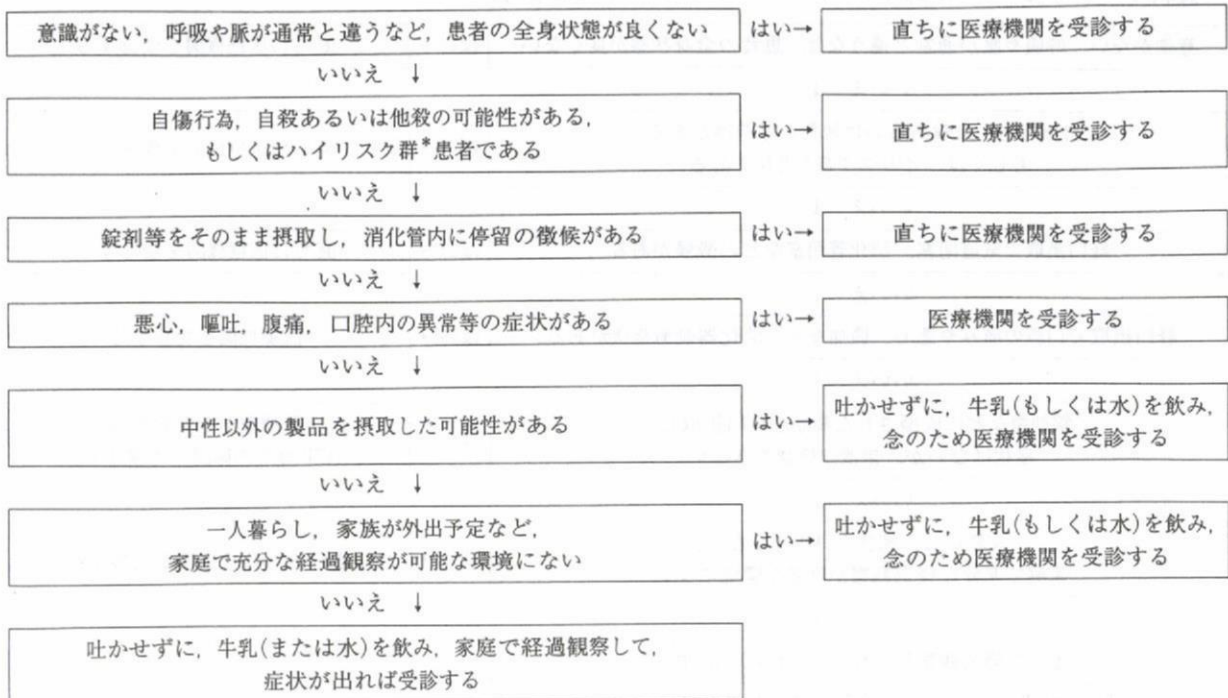 意識がない，呼吸や脈が通常と違うなど，患者の全身状態が良くない
はい→
直ちに医療機関を受診する
いいえ ↓
自傷行為，自殺あるいは他殺の可能性がある，
もしくはハイリスク群*患者である
はい→
直ちに医療機関を受診する
いいえ ↓
錠剤等をそのまま摂取し，消化管内に停留の徴候がある
はい→
直ちに医療機関を受診する
いいえ ↓
悪心，嘔吐，腹痛，口腔内の異常等の症状がある
はい→
医療機関を受診する
いいえ ↓
中性以外の製品を摂取した可能性がある
はい→
吐かせずに，牛乳(もしくは水)を飲み，
念のため医療機関を受診する
いいえ ↓
一人暮らし，家族が外出予定など，
家庭で充分な経過観察が可能な環境にない
はい→
吐かせずに，牛乳(もしくは水)を飲み，
念のため医療機関を受診する
いいえ ↓
吐かせずに，牛乳(または水)を飲み，家庭で経過観察して，
症状が出れば受診する